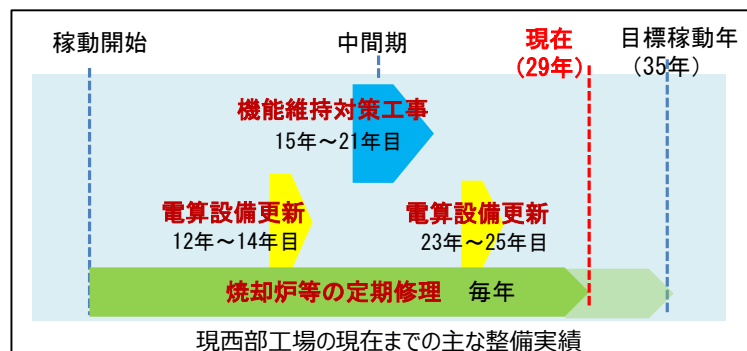 稼動開始
中間期
現在
（29年）
目標稼動年
（35年）
機能維持対策工事
15年～21年目
電算設備更新
12年～14年目
電算設備更新
23年～25年目
焼却炉等の定期修理 毎年
現西部工場の現在までの主な整備実績